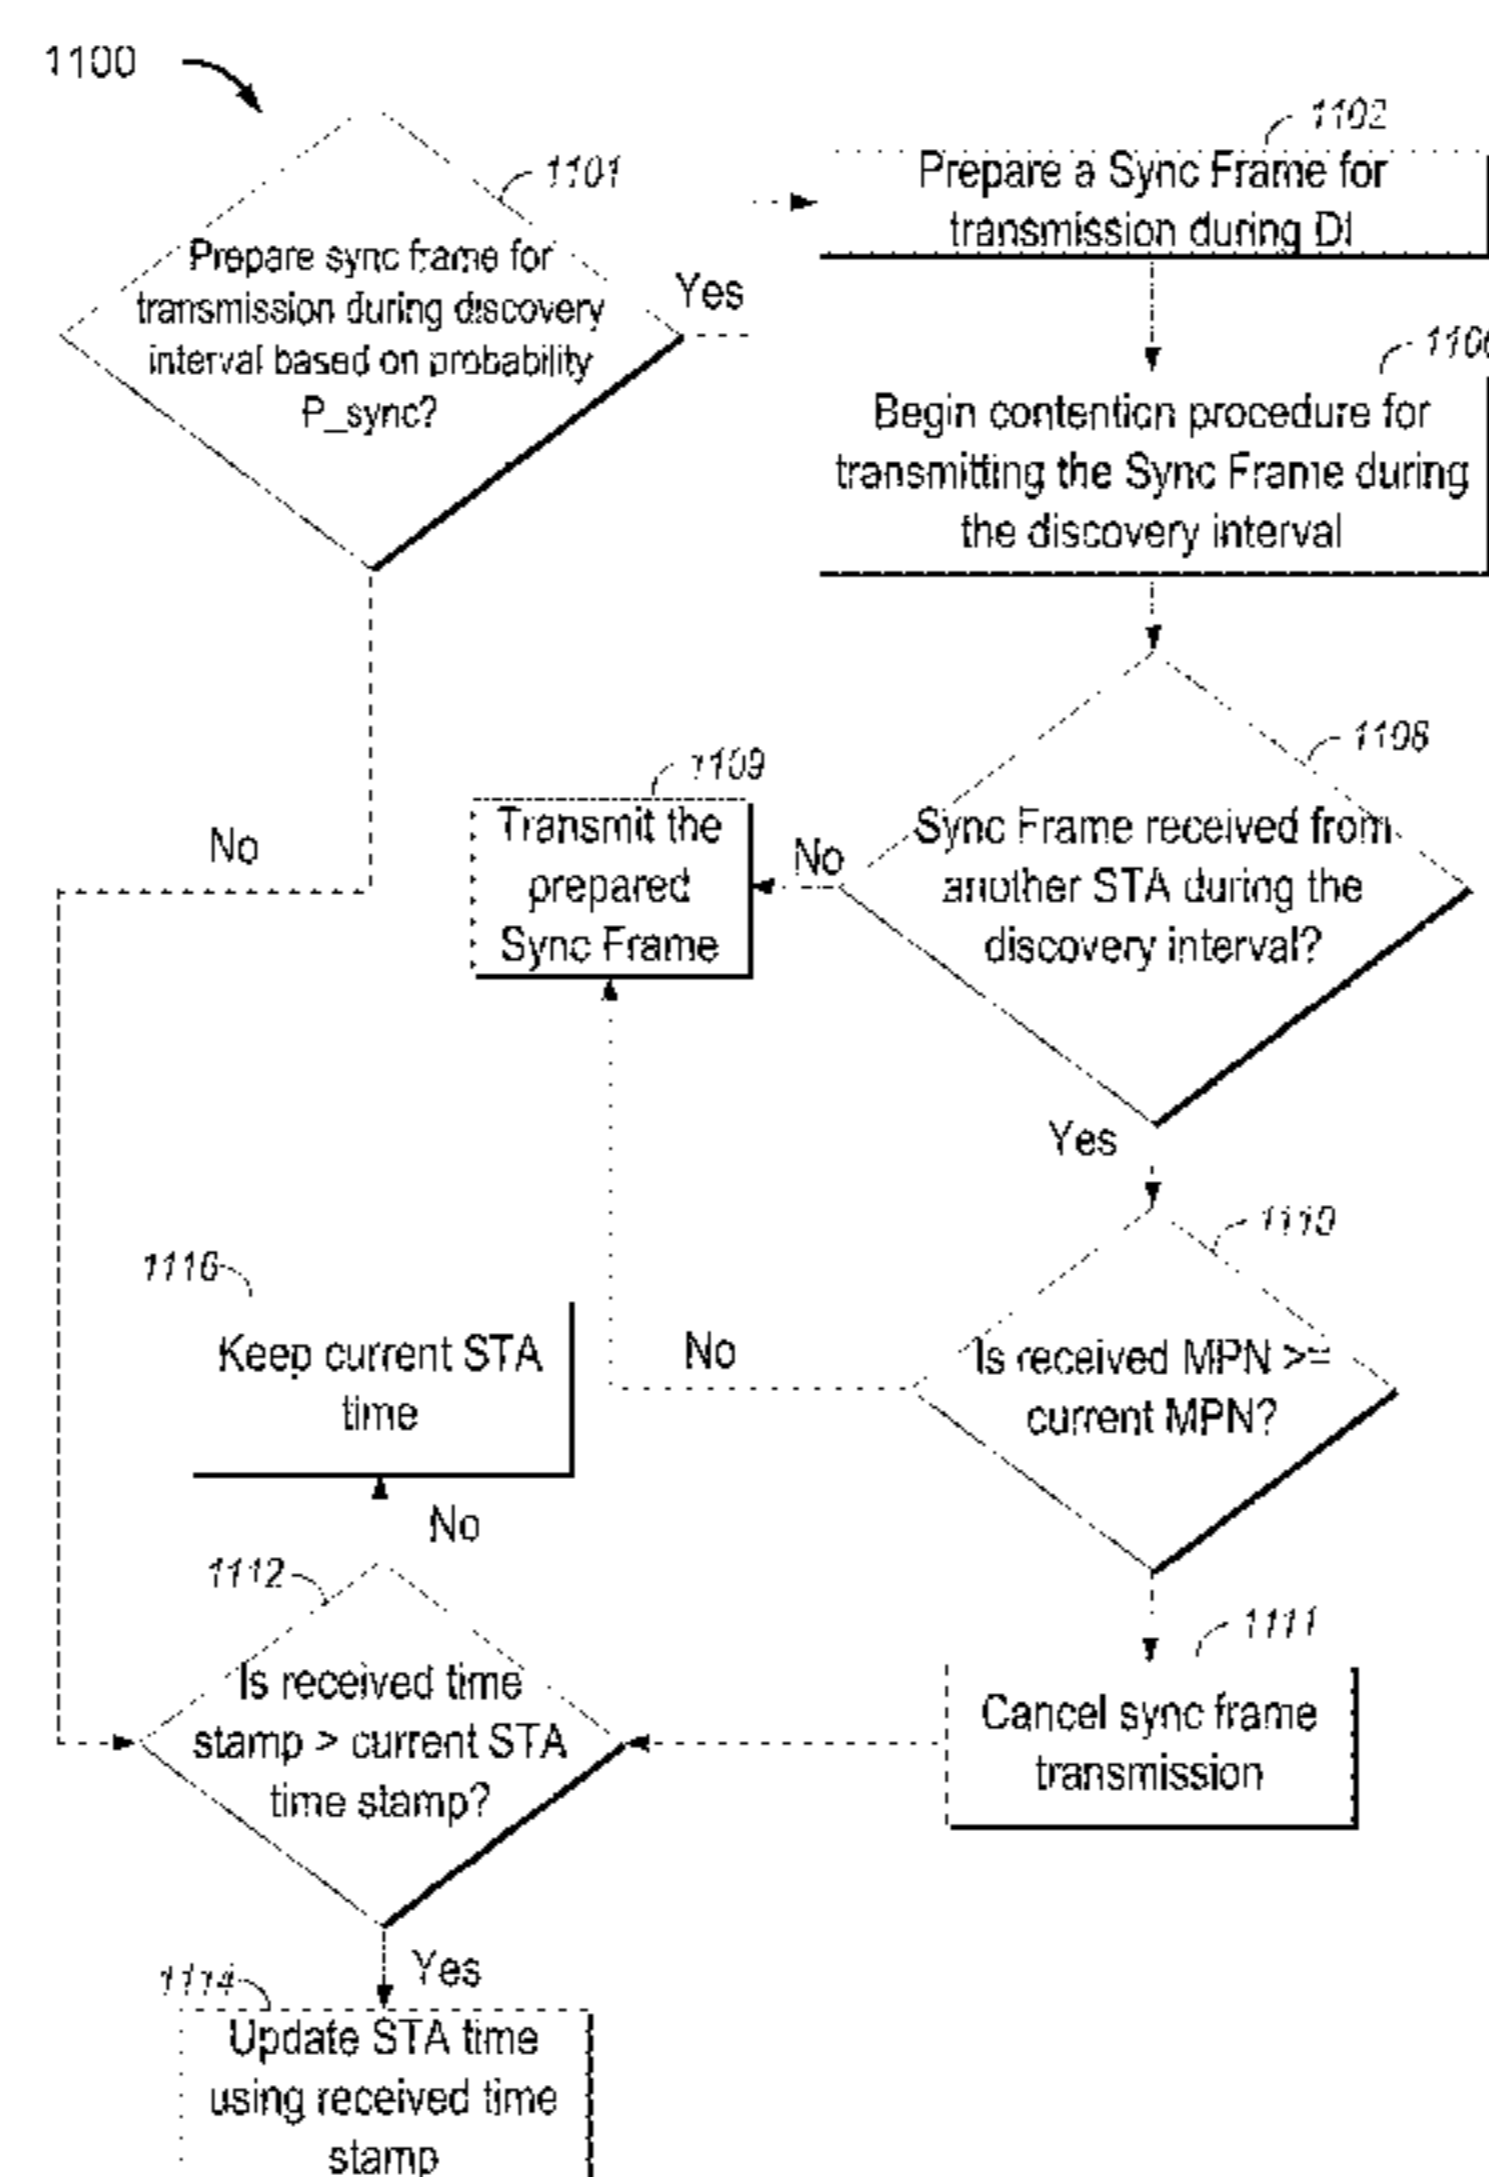 1100
1101
Prepare sync frame for
transmission during discovery
interval based on probability
P_sync?
Yes
1102
Prepare a Sync Frame for
transmission during DI
Begin contention procedure for
transmitting the Sync Frame during
the discovery interval
1108
Sync Frame received from
another STA during the
discovery interval?
No
1109
Transmit the
prepared
Sync Frame
No
Yes
1110
Is received MPN >=
current MPN?
No
1116
Keep current STA
time
No
1112
Is received time
stamp > current STA
time stamp?
1111
Cancel sync frame
transmission
Yes
1114
Update STA time
using received time
stamp